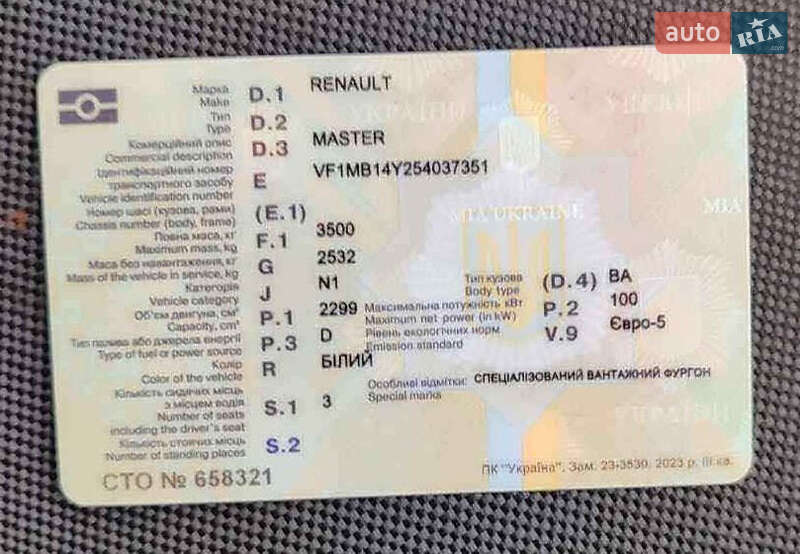 auto RIA .com
Марка
Make D.1 RENAULT
Тип
Type D.2
Комерційний опис
Commercial description D.3 MASTER
Ідентифікаційний номер
транспортного засобу
Vehicle identification number E VF1MB14Y254037351
Номер шасі (кузова, рами)
Chassis number (body, frame) (E.1)
Повна маса, кг
Maximum mass, kg F.1 3500
Маса без навантаження, кг
Mass of the vehicle in service, kg G 2532
Категорія
Vehicle category J N1
Тип кузова
Body type (D.4) BA
Об'єм двигуна, см³
Capacity, cm³ P.1 2299
Максимальна потужність кВт
Maximum net power (in kW) P.2 100
Тип палива або джерела енергії
Type of fuel or power source P.3 D
Рівень екологічних норм
Emission standard V.9 Євро-5
Колір
Color of the vehicle R БІЛИЙ
Особливі відмітки: СПЕЦІАЛІЗОВАНИЙ ВАНТАЖНИЙ ФУРГОН
Special marks
Кількість сидячих місць
з місцем водія
Number of seats
including the driver's seat S.1 3
Кількість стоячих місць
Number of standing places S.2
СТО № 658321
ПК "Україна", Зам. 23-3530, 2023 р. III кв.
УКРАЇНИ
MIA UKRAINE
MIA